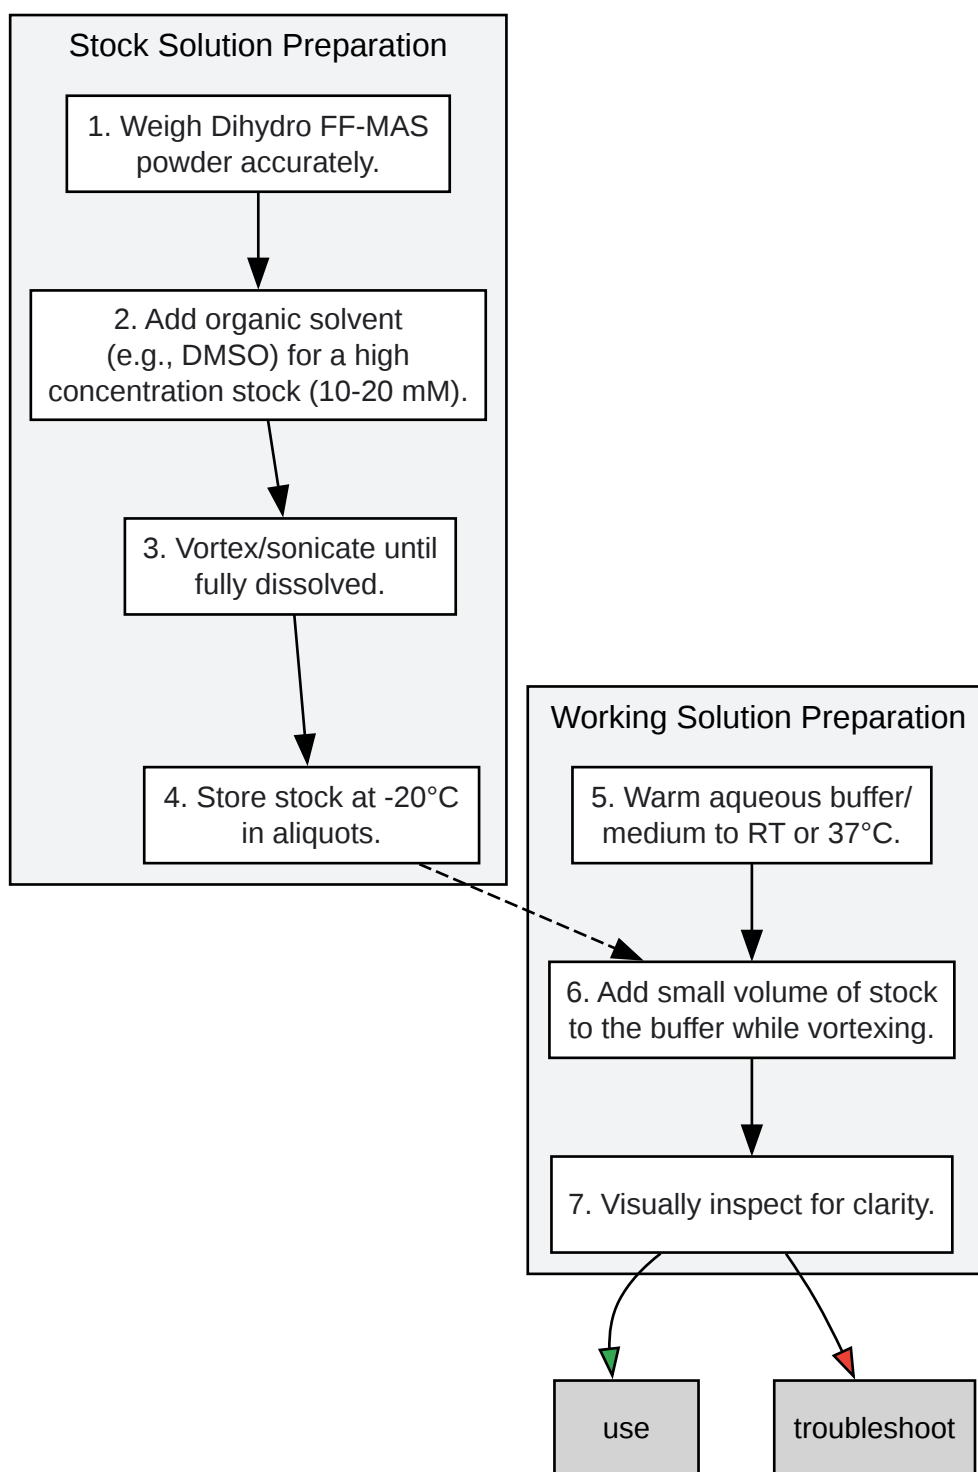 Stock Solution Preparation
1. Weigh Dihydro FF-MAS
powder accurately.
2. Add organic solvent
(e.g., DMSO) for a high
concentration stock (10-20 mM).
3. Vortex/sonicate until
fully dissolved.
4. Store stock at -20°C
in aliquots.
Working Solution Preparation
5. Warm aqueous buffer/
medium to RT or 37°C.
6. Add small volume of stock
to the buffer while vortexing.
7. Visually inspect for clarity.
use
troubleshoot